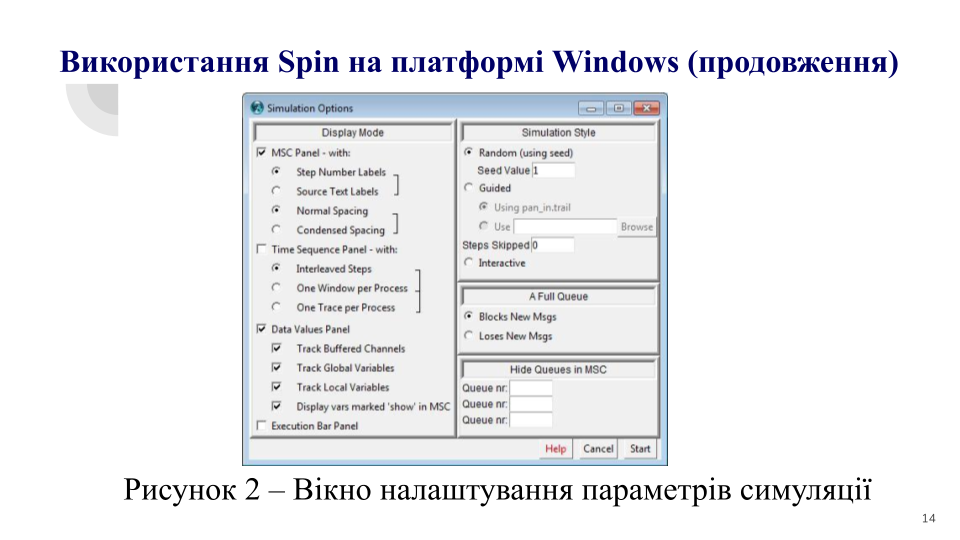 Використання Spin на платформі Windows (продовження)
Simulation Options
Display Mode
MSC Panel - with:
Step Number Labels
Source Text Labels
Normal Spacing
Condensed Spacing
Time Sequence Panel - with:
Interleaved Steps
One Window per Process
One Trace per Process
Data Values Panel
Track Buffered Channels
Track Global Variables
Track Local Variables
Display vars marked 'show' in MSC
Execution Bar Panel
Simulation Style
Random (using seed)
Seed Value 1
Guided
Using pan_in.trail
Use Browse
Steps Skipped 0
Interactive
A Full Queue
Blocks New Msgs
Loses New Msgs
Hide Queues in MSC
Queue nr:
Queue nr:
Queue nr:
Help Cancel Start
Рисунок 2 – Вікно налаштування параметрів симуляції
14